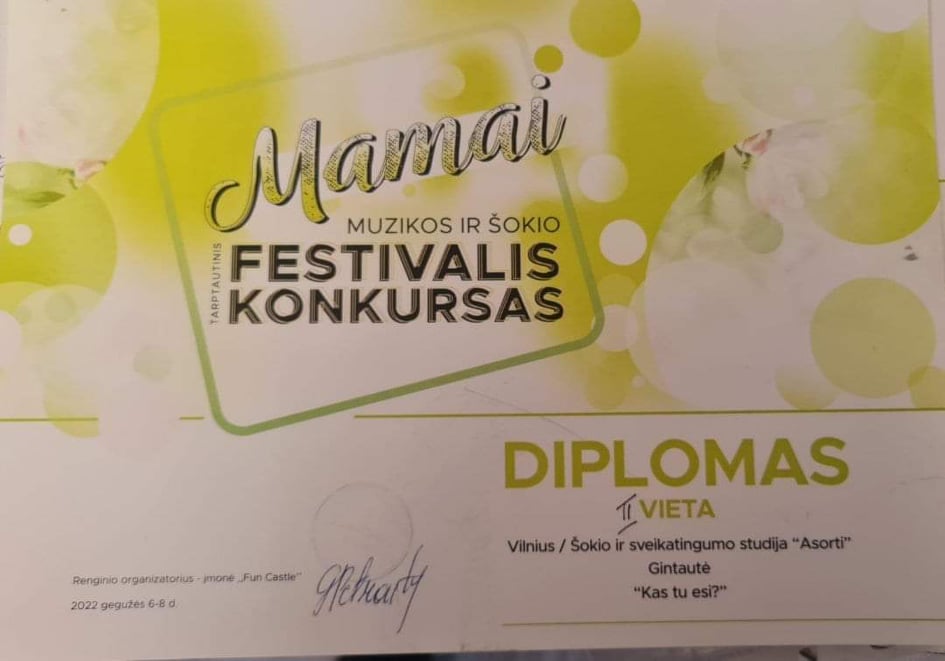 Mamai
MUZIKOS IR ŠOKIO
TARPTAUTINIS
FESTIVALIS
KONKURSAS
DIPLOMAS
II VIETA
Vilnius / Šokio ir sveikatingumo studija “Asorti”
Gintautė
“Kas tu esi?”
Renginio organizatorius - įmonė „Fun Castle“
2022 gegužės 6-8 d.